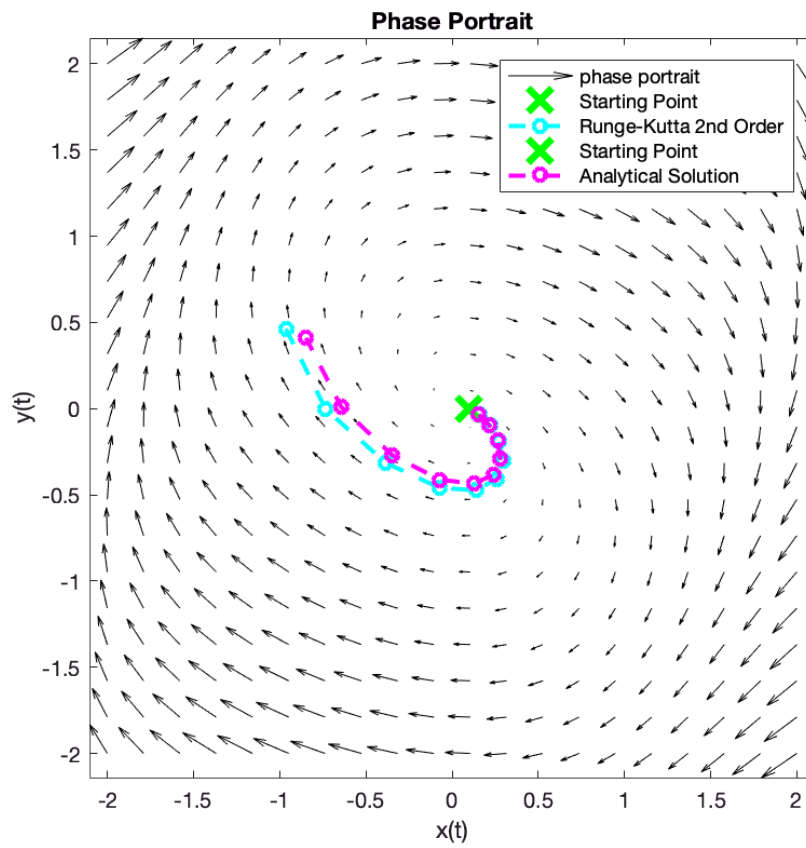 Phase Portrait
phase portrait
Starting Point
Runge-Kutta 2nd Order
Starting Point
Analytical Solution
2
1.5
1
0.5
0
-0.5
-1
-1.5
-2
y(t)
-2
-1.5
-1
-0.5
0
0.5
1
1.5
2
x(t)